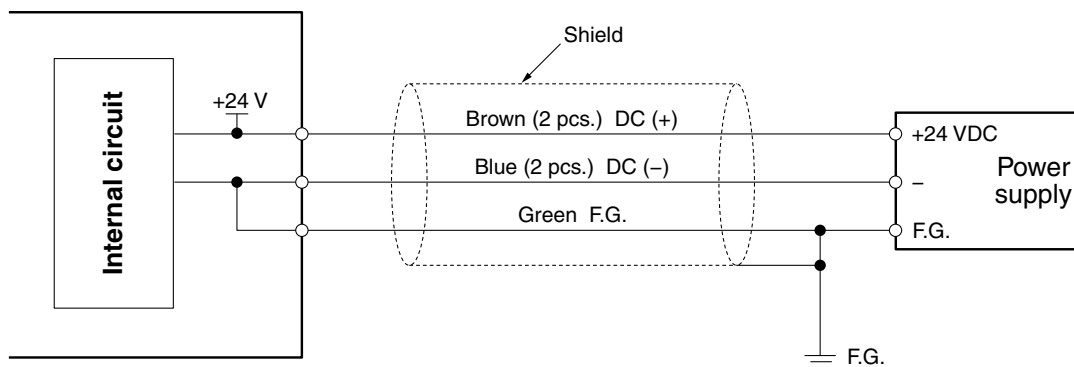 Shield
Internal circuit
+24 V
Brown (2 pcs.) DC (+)
Blue (2 pcs.) DC (–)
Green F.G.
+24 VDC
–
F.G.
Power
supply
F.G.